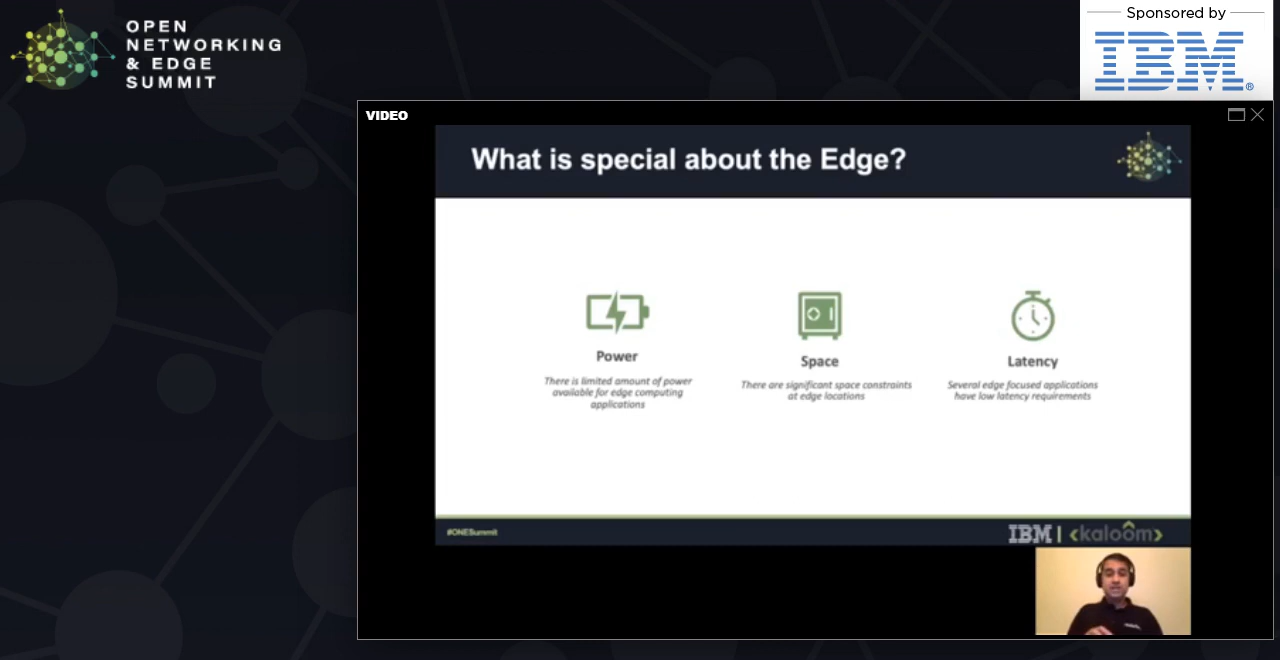 OPEN
NETWORKING
& EDGE
SUMMIT
Sponsored by
IBM®
VIDEO
What is special about the Edge?
Power
There is limited amount of power
available for edge computing
applications
Space
There are significant space constraints
at edge locations
Latency
Several edge focused applications
have low latency requirements
#ONESummit
IBM | <kaloom>